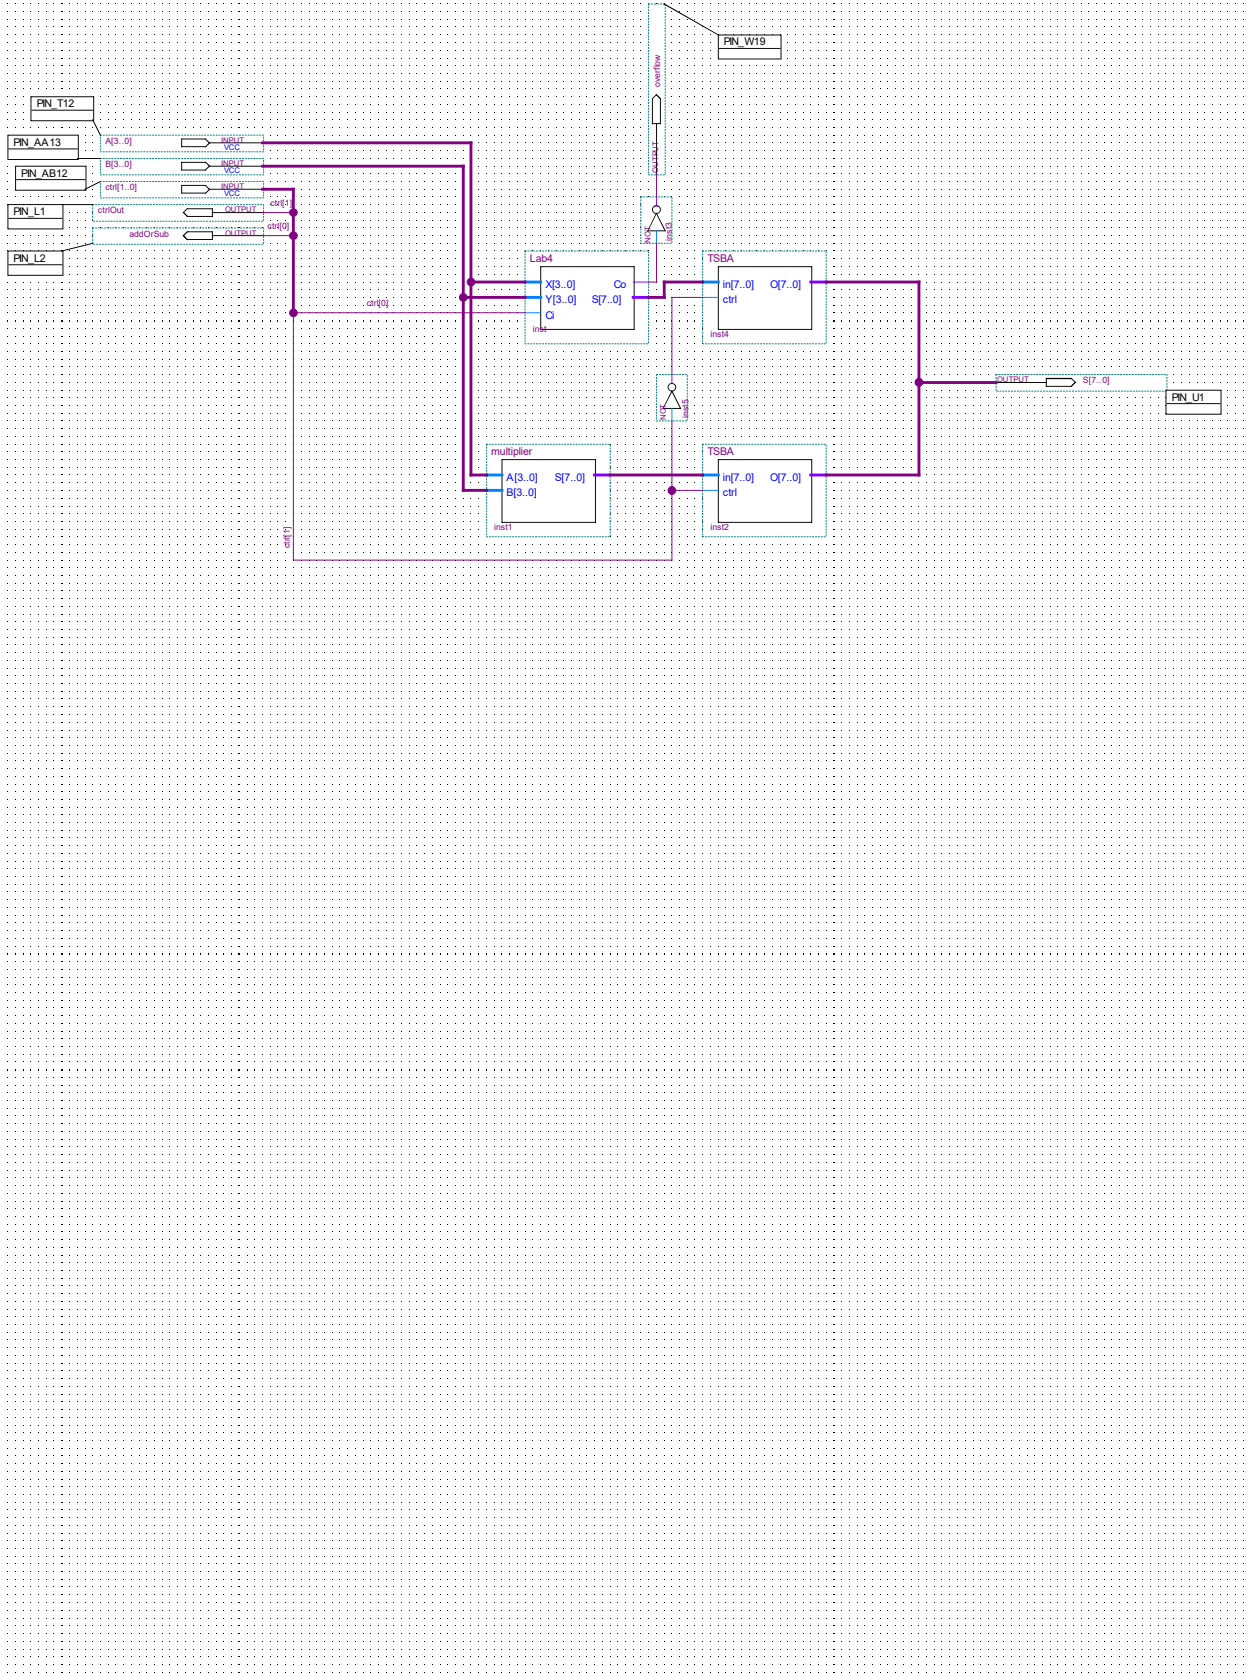 PIN_W19
overflow
OUTPUT
PIN_T12
PIN_AA13
A[3..0] INPUT
VCC
PIN_AB12
B[3..0] INPUT
VCC
ctrl[1..0] INPUT
VCC
PIN_L1
ctrlOut OUTPUT ctrl[1]
addOrSub OUTPUT ctrl[0]
PIN_L2
NOT
inst3
Lab4
X[3..0] Co
Y[3..0] S[7..0]
Ci
inst
ctrl[0]
TSBA
in[7..0] O[7..0]
ctrl
inst4
NOT
inst5
OUTPUT S[7..0]
PIN_U1
multiplier
A[3..0] S[7..0]
B[3..0]
inst1
TSBA
in[7..0] O[7..0]
ctrl
inst2
ctrl[1]